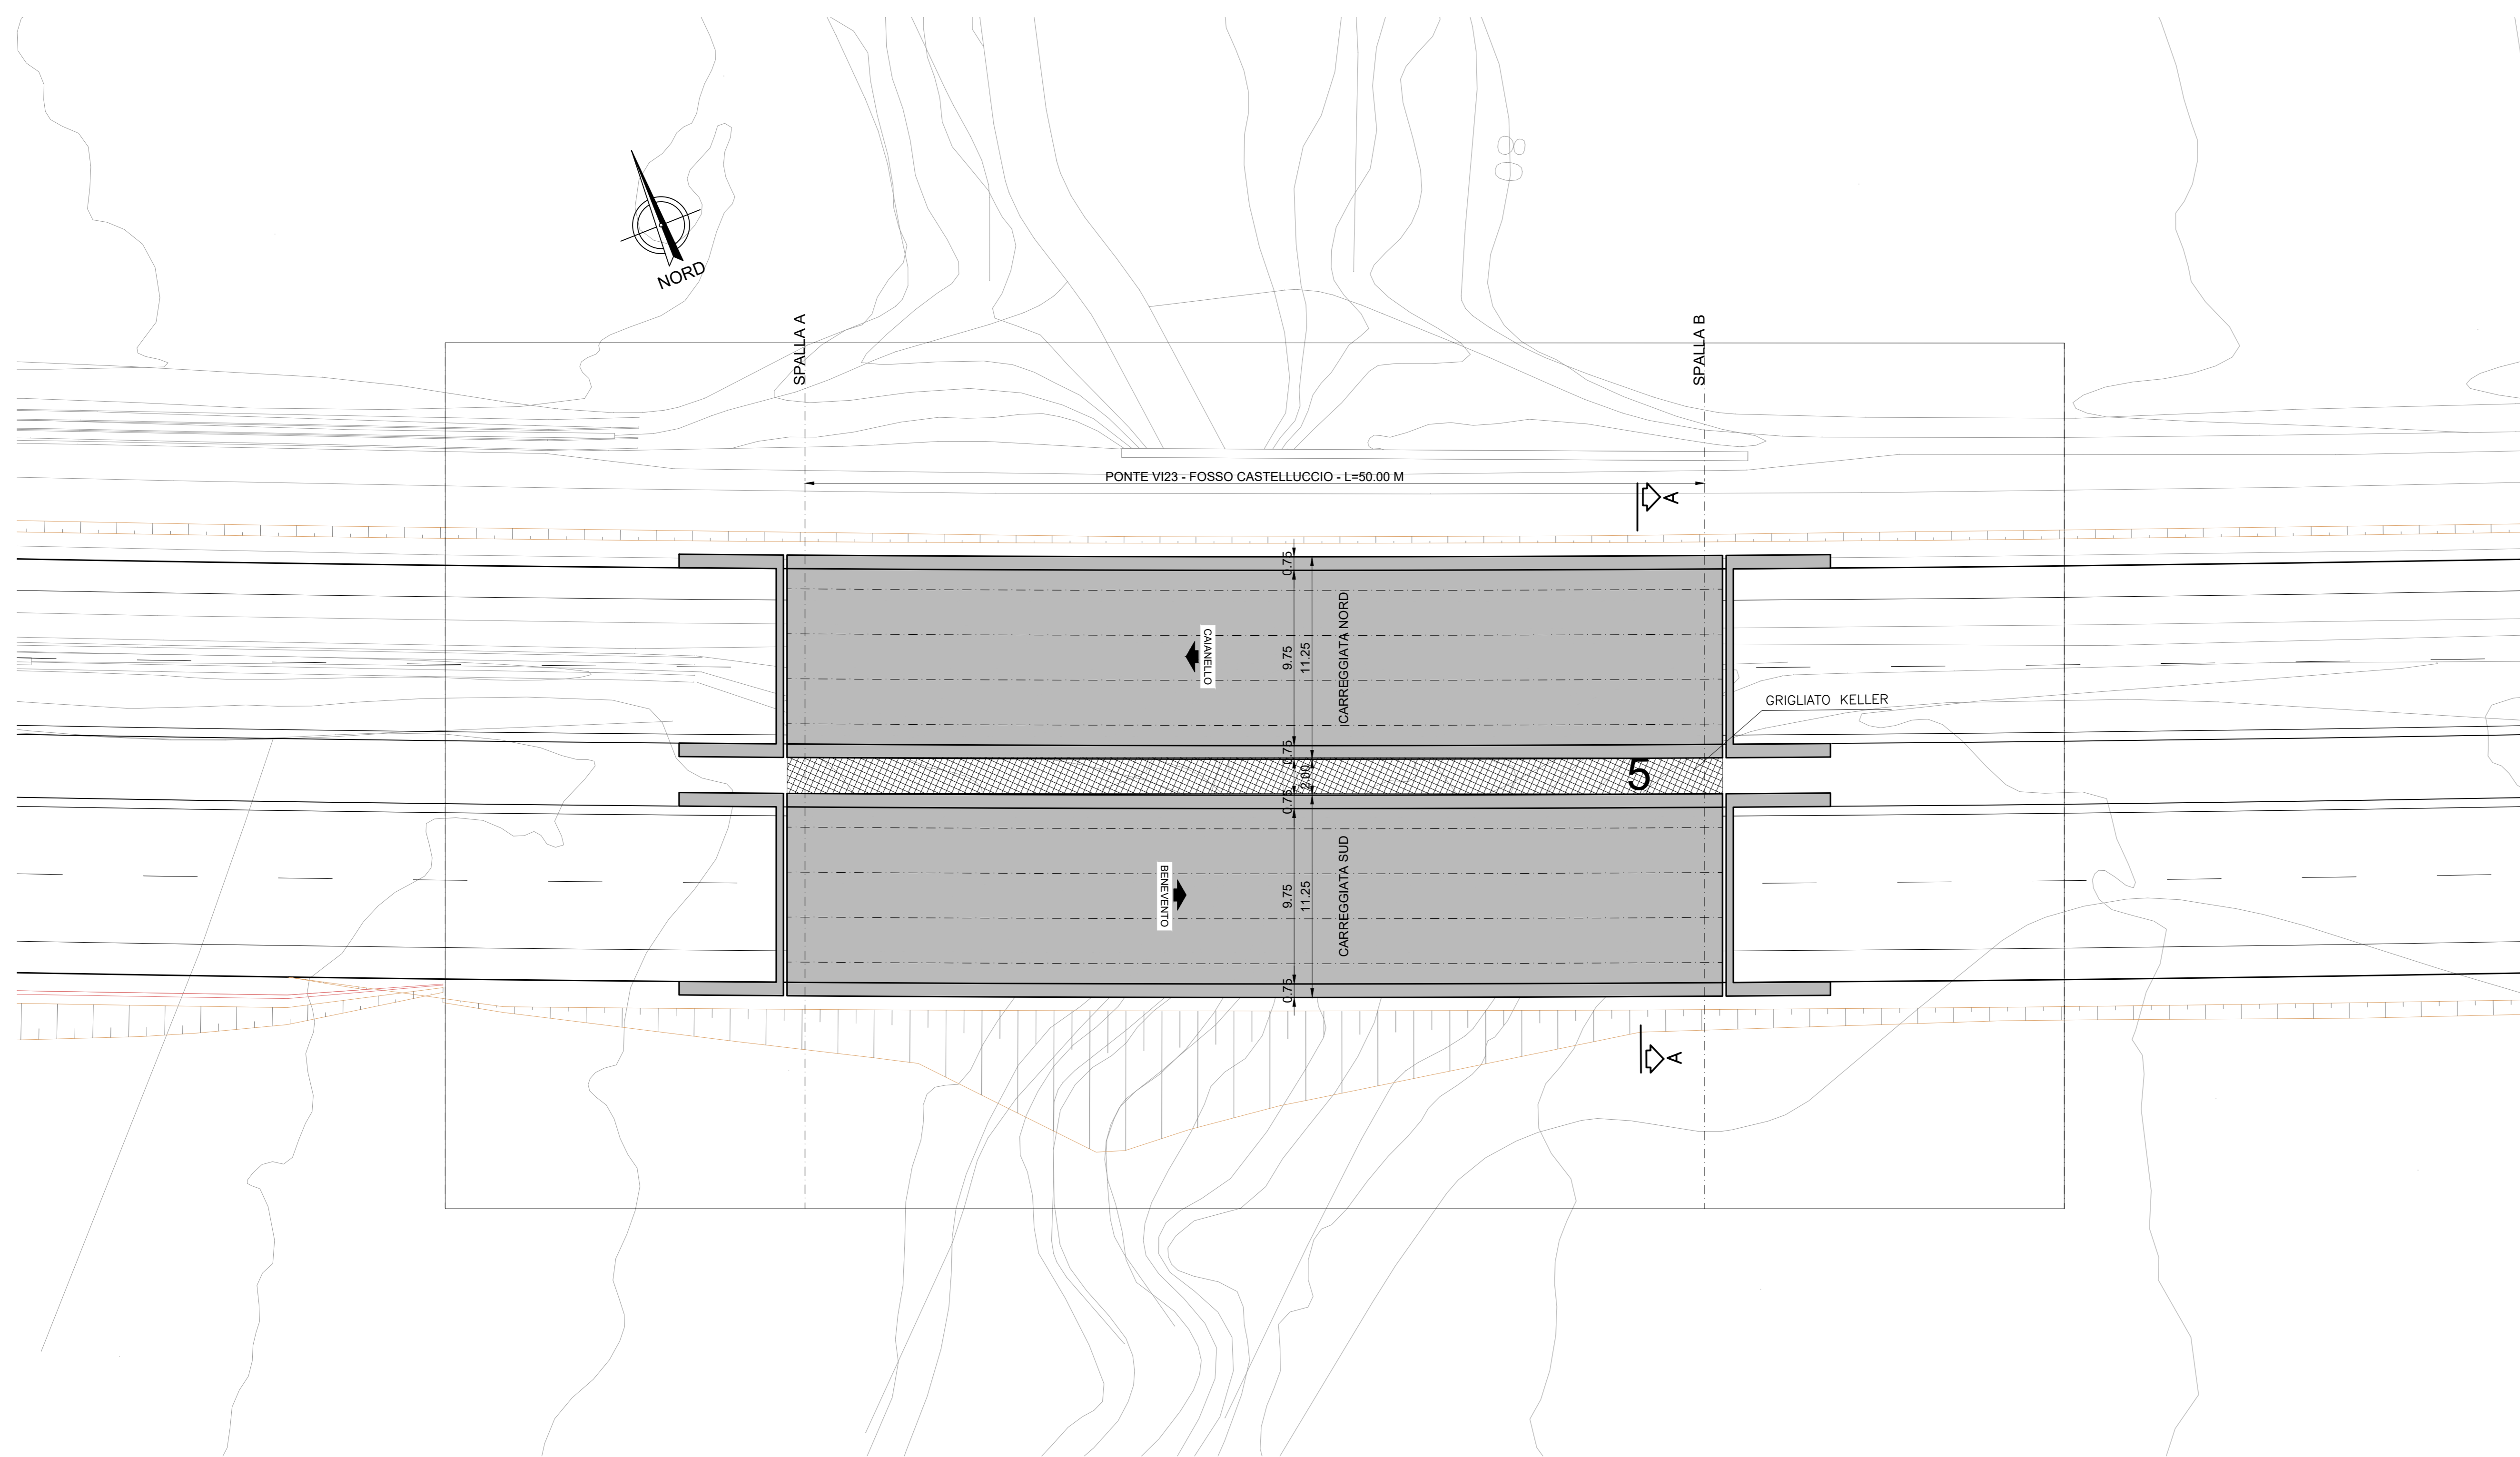 80
NORD
SPALLA A
SPALLA B
PONTE VI23 - FOSSO CASTELLUCCIO - L=50.00 M
A
0.75
CAIANELLO
9.75
11.25
CARREGGIATA NORD
GRIGLIATO KELLER
0.75
2.00
5
0.75
BENEVENTO
9.75
11.25
CARREGGIATA SUD
0.75
A